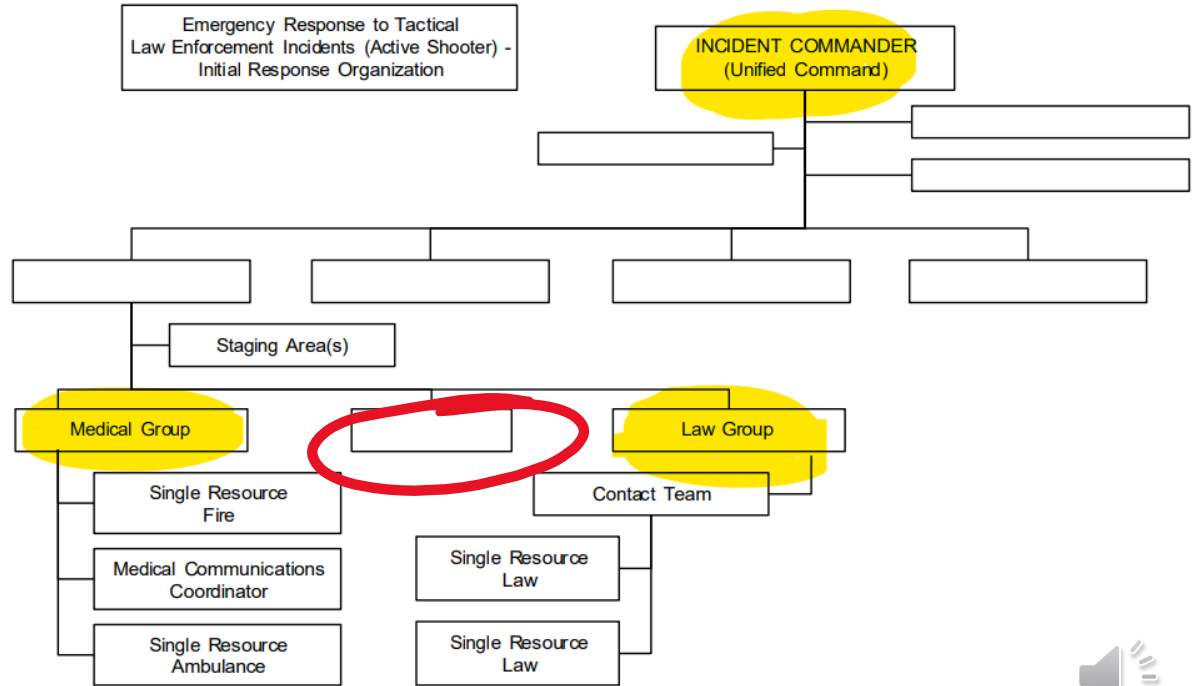 Emergency Response to Tactical
Law Enforcement Incidents (Active Shooter) -
Initial Response Organization
INCIDENT COMMANDER
(Unified Command)
Staging Area(s)
Medical Group
Law Group
Single Resource
Fire
Contact Team
Medical Communications
Coordinator
Single Resource
Law
Single Resource
Ambulance
Single Resource
Law